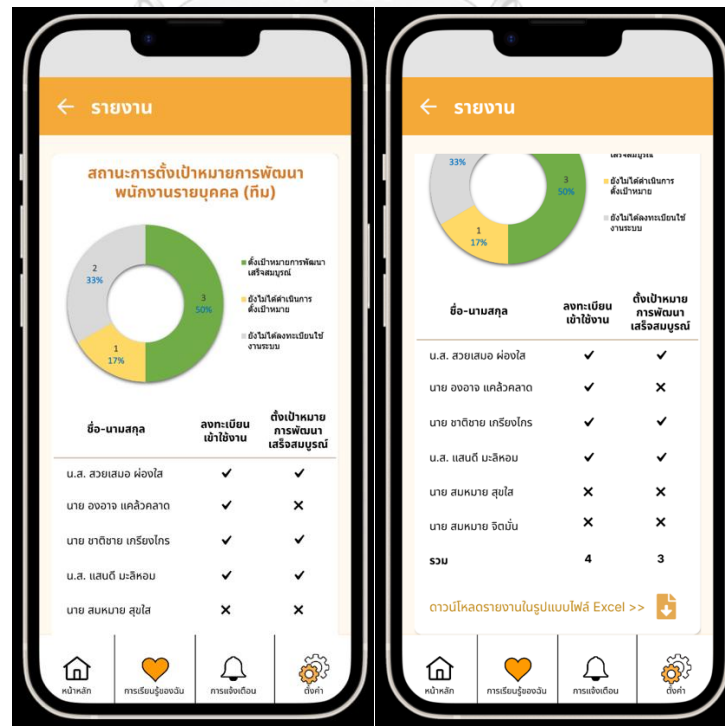 รายงาน
สถานะการตั้งเป้าหมายการพัฒนา
พนักงานรายบุคคล (ทีม)
2
33%
3
50%
1
17%
ตั้งเป้าหมายการพัฒนา
เสร็จสมบูรณ์
ยังไม่ได้ดำเนินการ
ตั้งเป้าหมาย
ยังไม่ได้ลงทะเบียนใช้
งานระบบ
ชื่อ-นามสกุล ลงทะเบียน เข้าใช้งาน ตั้งเป้าหมาย การพัฒนา เสร็จสมบูรณ์
น.ส. สวยเสมอ ผ่องใส ✔ ✔
นาย องอาจ แคล้วคลาด ✔ ✕
นาย ชาติชาย เกรียงไกร ✔ ✔
น.ส. แสนดี มะลิหอม ✔ ✔
นาย สมหมาย สุขใส ✕ ✕
หน้าหลัก การเรียนรู้ของฉัน การแจ้งเตือน ตั้งค่า
รายงาน
33%
3
50%
1
17%
เสร็จสมบูรณ์
ยังไม่ได้ดำเนินการ
ตั้งเป้าหมาย
ยังไม่ได้ลงทะเบียนใช้
งานระบบ
ชื่อ-นามสกุล ลงทะเบียน เข้าใช้งาน ตั้งเป้าหมาย การพัฒนา เสร็จสมบูรณ์
น.ส. สวยเสมอ ผ่องใส ✔ ✔
นาย องอาจ แคล้วคลาด ✔ ✕
นาย ชาติชาย เกรียงไกร ✔ ✔
น.ส. แสนดี มะลิหอม ✔ ✔
นาย สมหมาย สุขใส ✕ ✕
นาย สมหมาย จิตมั่น ✕ ✕
รวม 4 3
ดาวน์โหลดรายงานในรูปแบบไฟล์ Excel >>
หน้าหลัก การเรียนรู้ของฉัน การแจ้งเตือน ตั้งค่า